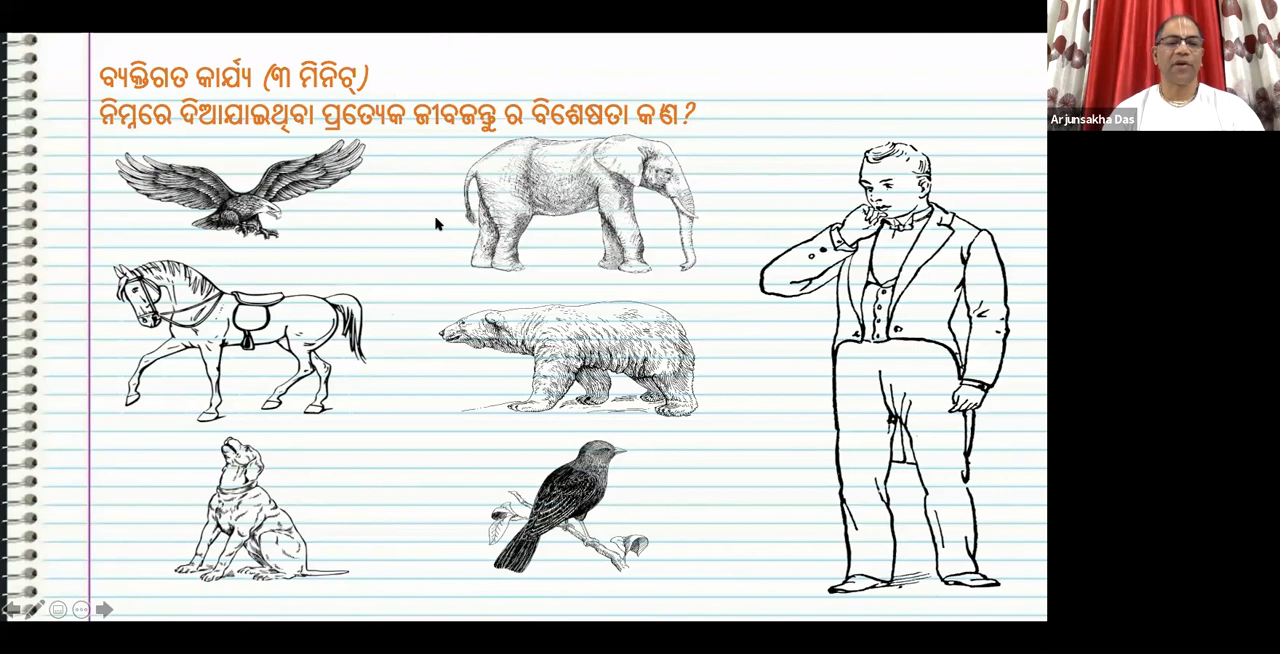 ବ୍ୟକ୍ତିଗତ କାର୍ଯ୍ୟ (୩ ମିନିଟ୍)
ନିମ୍ନରେ ଦିଆଯାଇଥିବା ପ୍ରତ୍ୟେକ ଜୀବଜନ୍ତୁ ର ବିଶେଷତା କଣ?
Arjunsakha Das